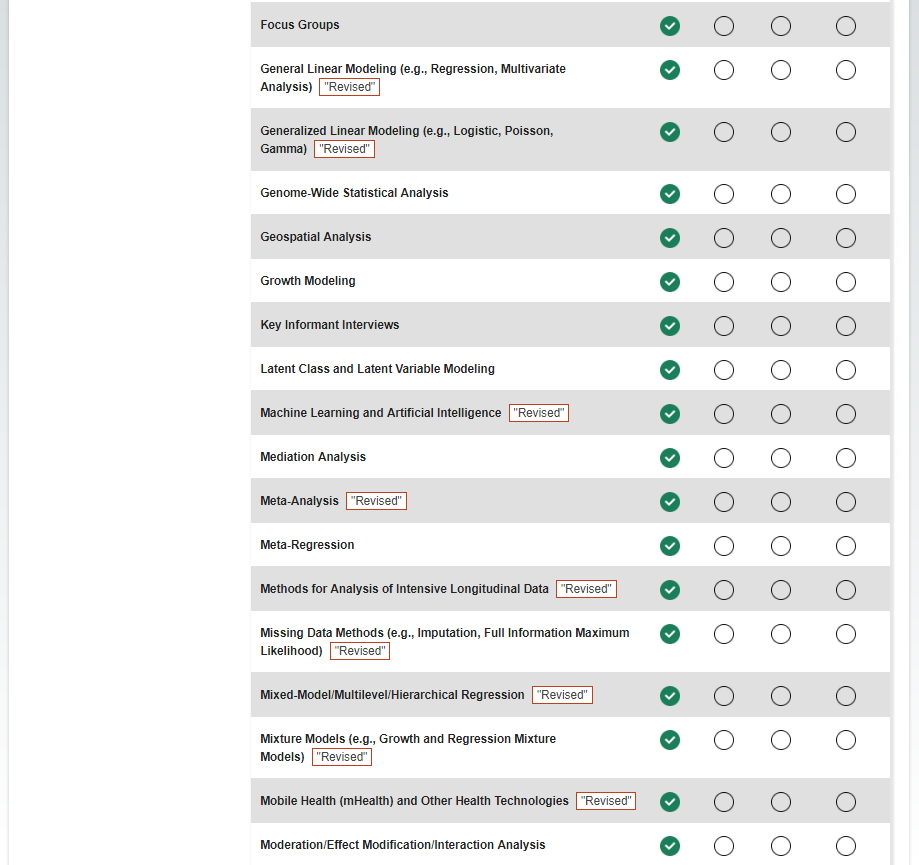 Focus Groups
General Linear Modeling (e.g., Regression, Multivariate
Analysis) "Revised"
Generalized Linear Modeling (e.g., Logistic, Poisson,
Gamma) "Revised"
Genome-Wide Statistical Analysis
Geospatial Analysis
Growth Modeling
Key Informant Interviews
Latent Class and Latent Variable Modeling
Machine Learning and Artificial Intelligence "Revised"
Mediation Analysis
Meta-Analysis "Revised"
Meta-Regression
Methods for Analysis of Intensive Longitudinal Data "Revised"
Missing Data Methods (e.g., Imputation, Full Information Maximum
Likelihood) "Revised"
Mixed-Model/Multilevel/Hierarchical Regression "Revised"
Mixture Models (e.g., Growth and Regression Mixture
Models) "Revised"
Mobile Health (mHealth) and Other Health Technologies "Revised"
Moderation/Effect Modification/Interaction Analysis